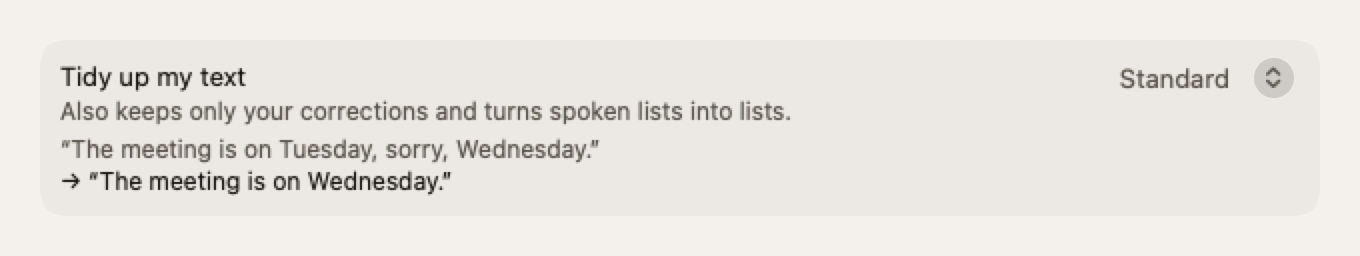 Tidy up my text
Standard
Also keeps only your corrections and turns spoken lists into lists.
“The meeting is on Tuesday, sorry, Wednesday.”
→ “The meeting is on Wednesday.”